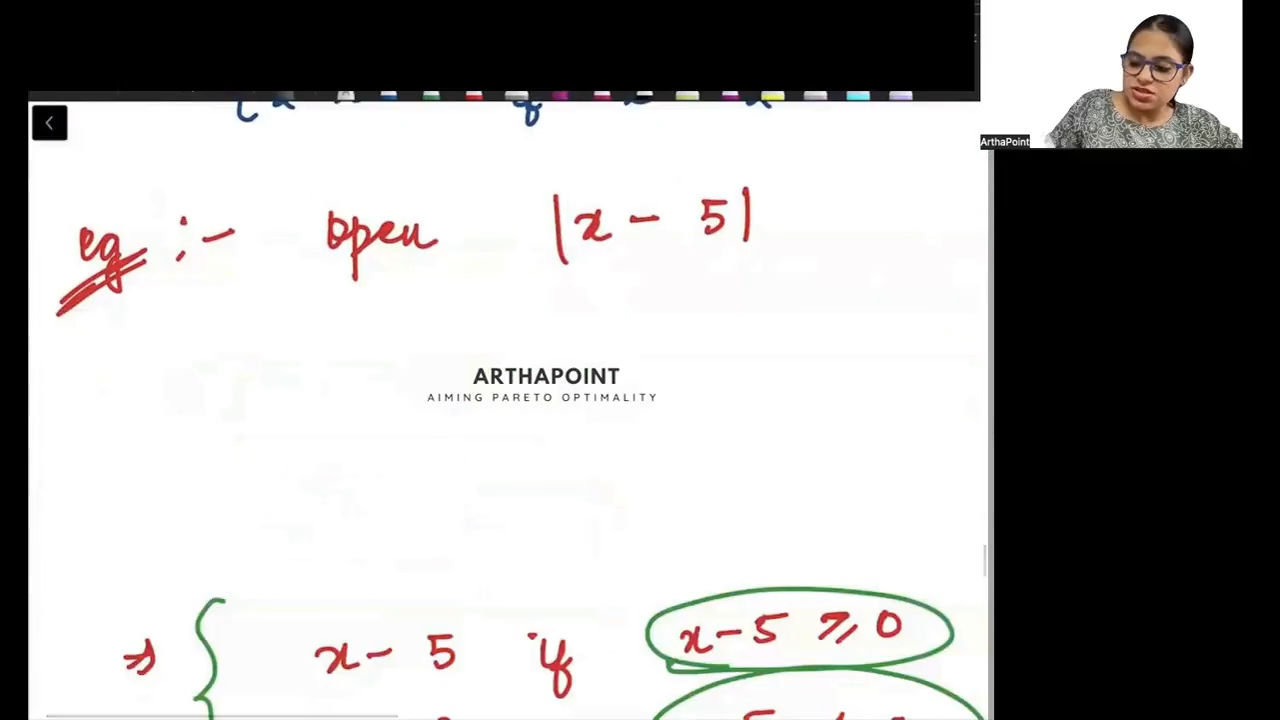 ArthaPoint
eg :- open |x - 5|
ARTHAPOINT
AIMING PARETO OPTIMALITY
⇒ { x - 5 if x - 5 ⩾ 0